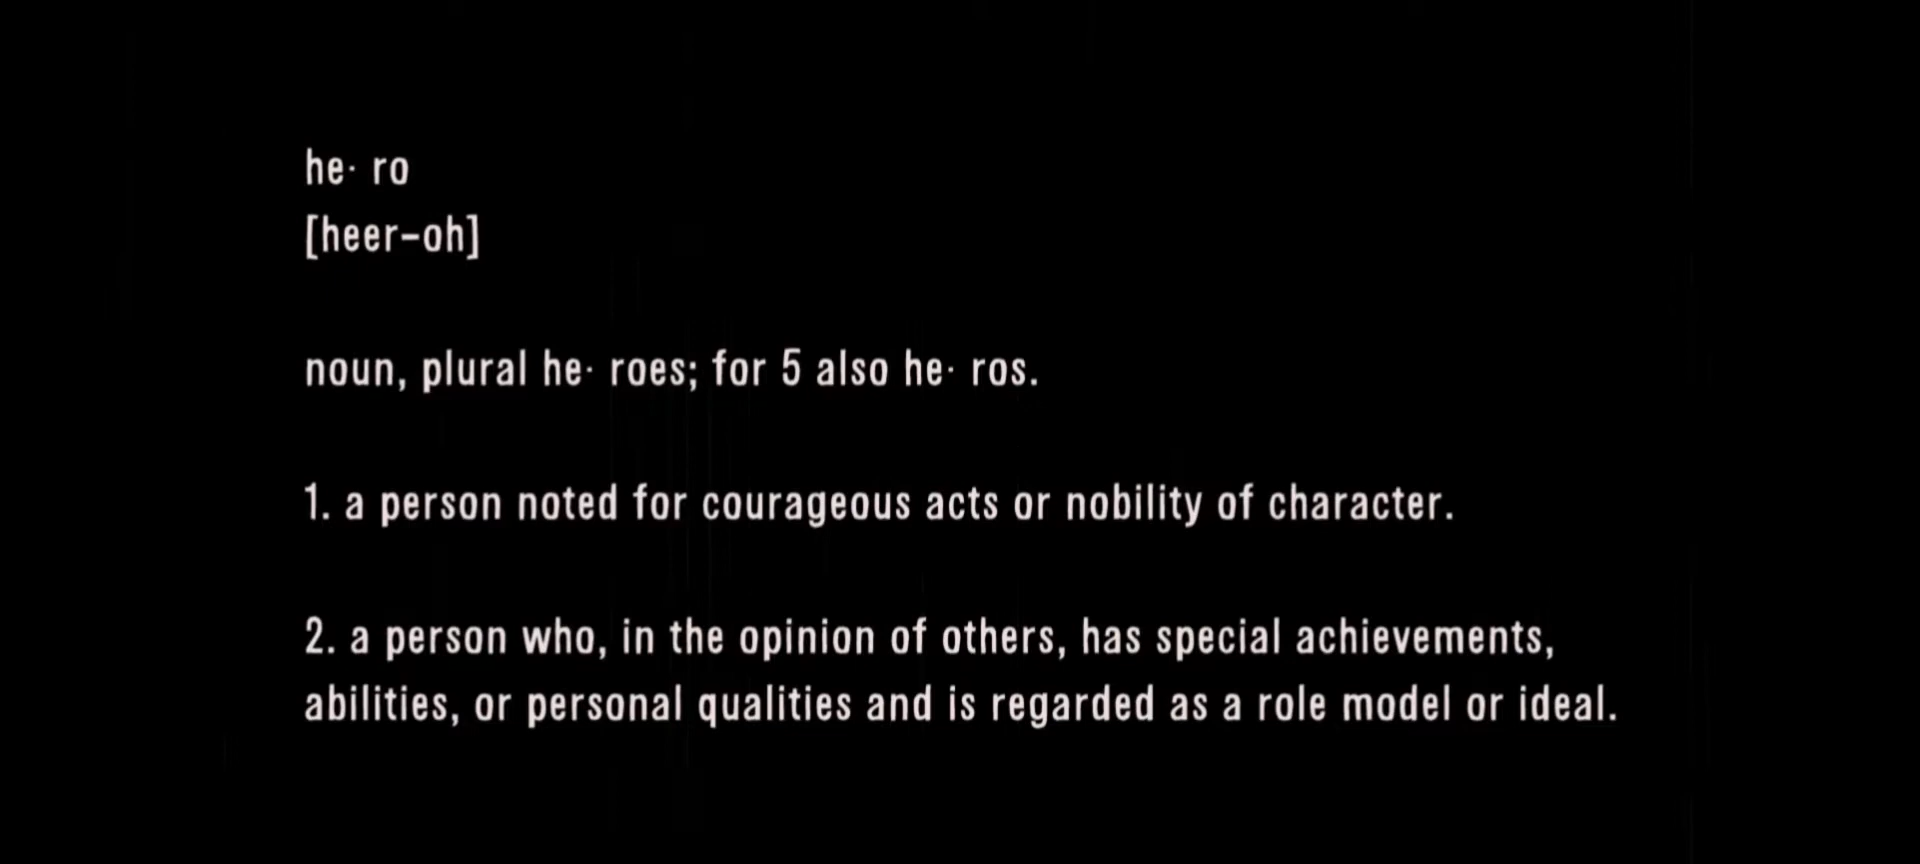 he· ro
[heer-oh]
noun, plural he· roes; for 5 also he· ros.
1. a person noted for courageous acts or nobility of character.
2. a person who, in the opinion of others, has special achievements,
abilities, or personal qualities and is regarded as a role model or ideal.